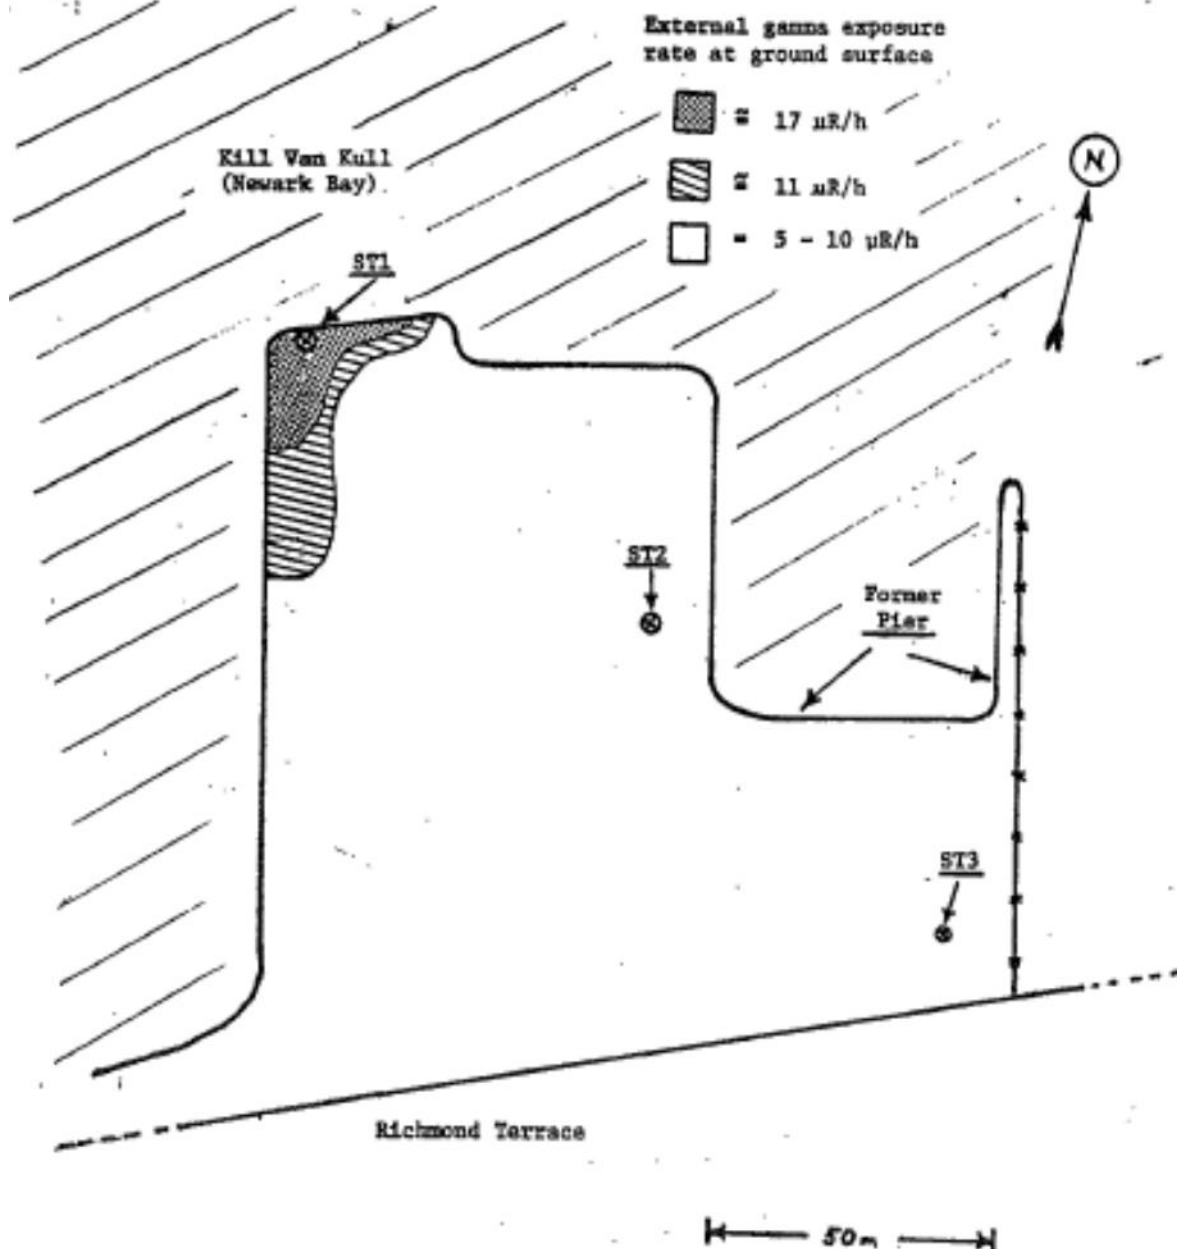 External gamma exposure
rate at ground surface
≅ 17 µR/h
≅ 11 µR/h
= 5 - 10 µR/h
N
Kill Van Kull
(Newark Bay)
ST1
ST2
Former
Pier
ST3
Richmond Terrace
50m